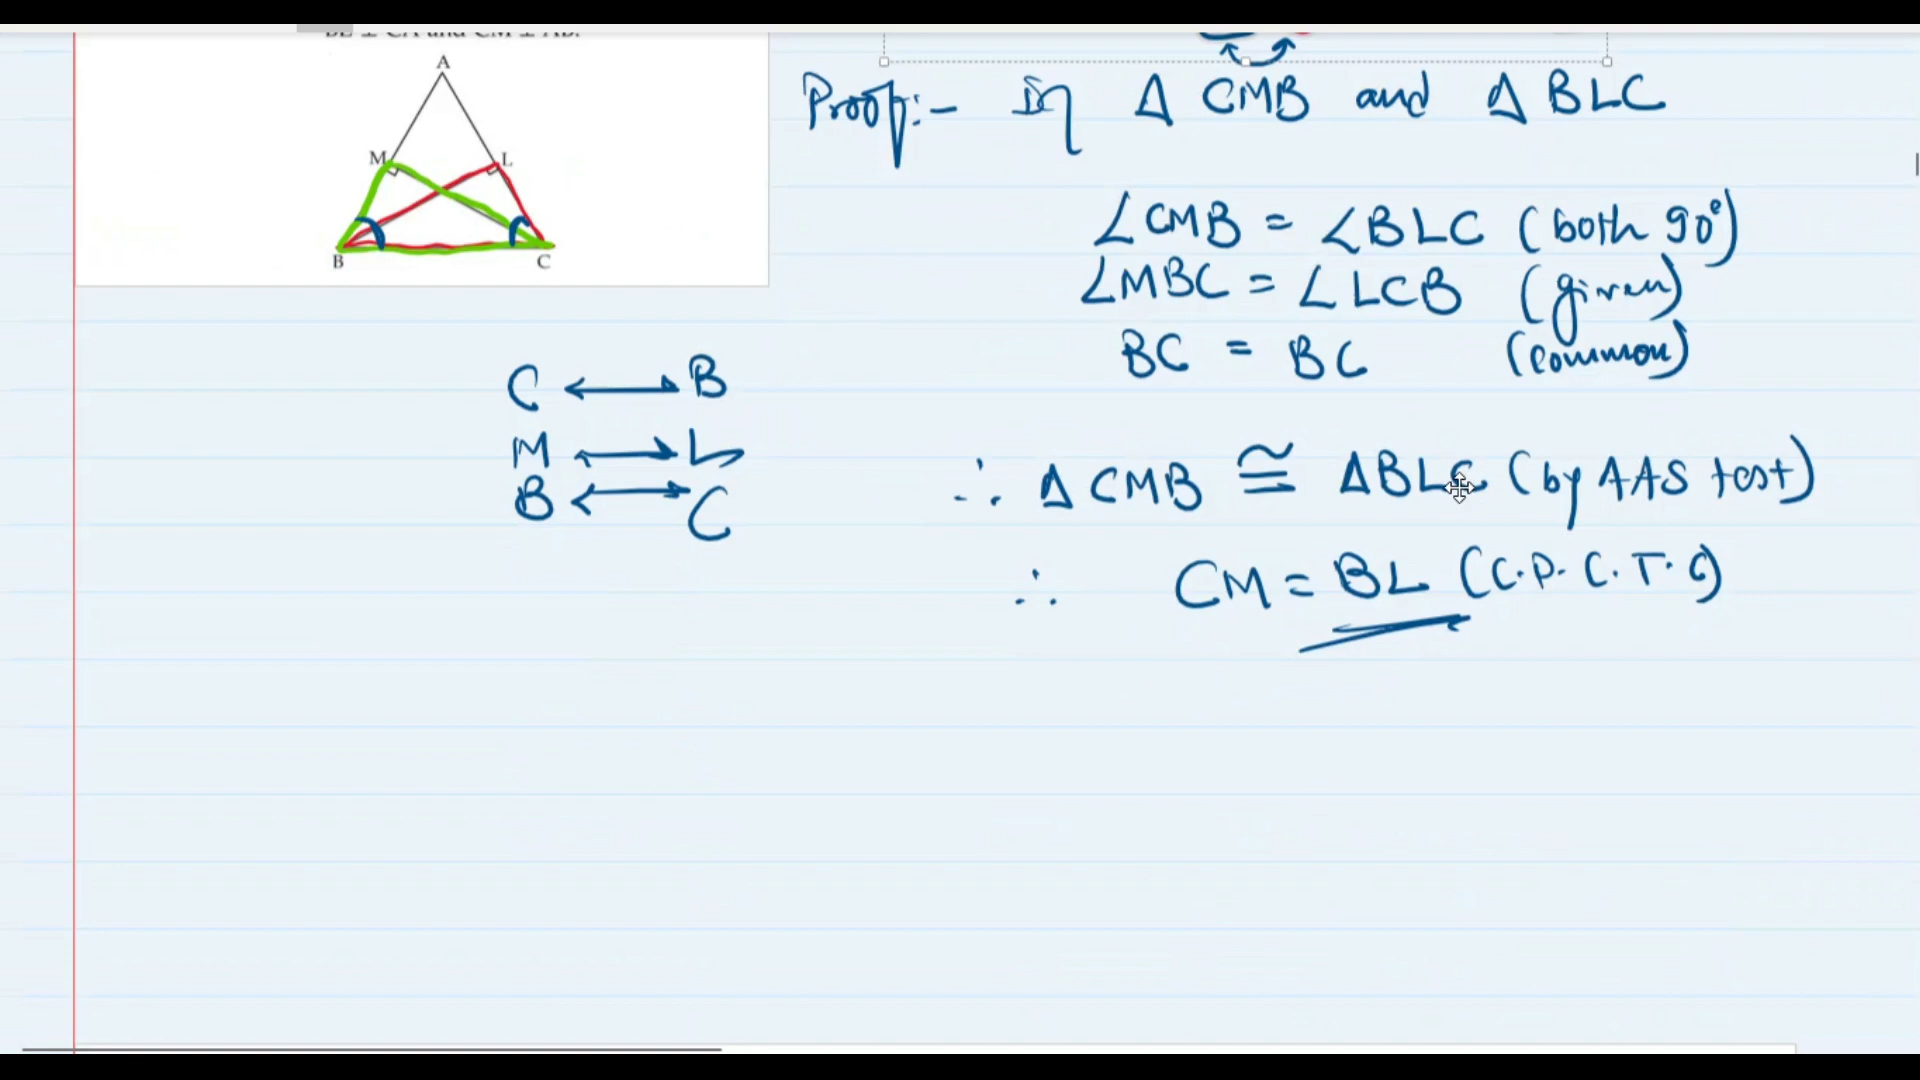 A
M
L
B
C
Proof:- In Δ CMB and Δ BLC
∠CMB = ∠BLC (both 90°)
∠MBC = ∠LCB (given)
BC = BC (common)
C ↔ B
M ↔ L
B ↔ C
∴ Δ CMB ≅ ΔBLC (by AAS test)
∴ CM = BL (C.P.C.T.C)